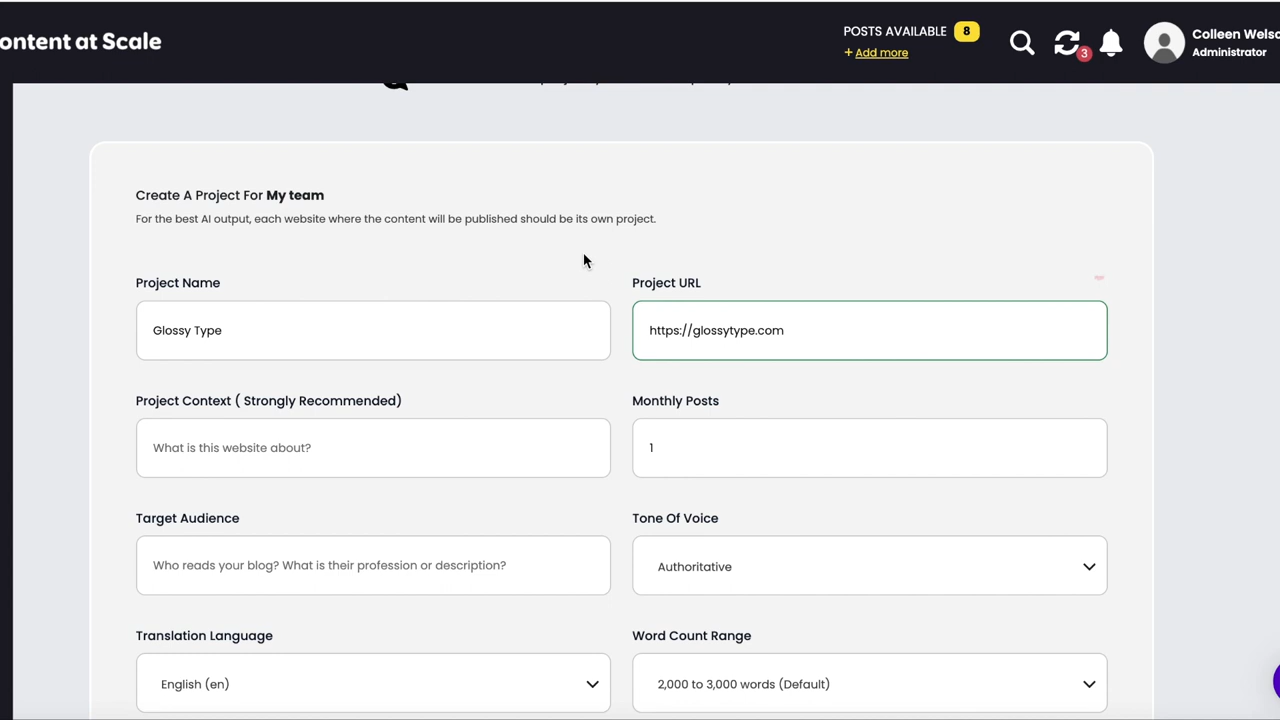 ontent at Scale
POSTS AVAILABLE 8
+ Add more
3
Colleen
Administrator
Create A Project For My team
For the best AI output, each website where the content will be published should be its own project.
Project Name
Project URL
Glossy Type
https://glossytype.com
Project Context ( Strongly Recommended)
Monthly Posts
What is this website about?
1
Target Audience
Tone Of Voice
Who reads your blog? What is their profession or description?
Authoritative
Translation Language
Word Count Range
English (en)
2,000 to 3,000 words (Default)